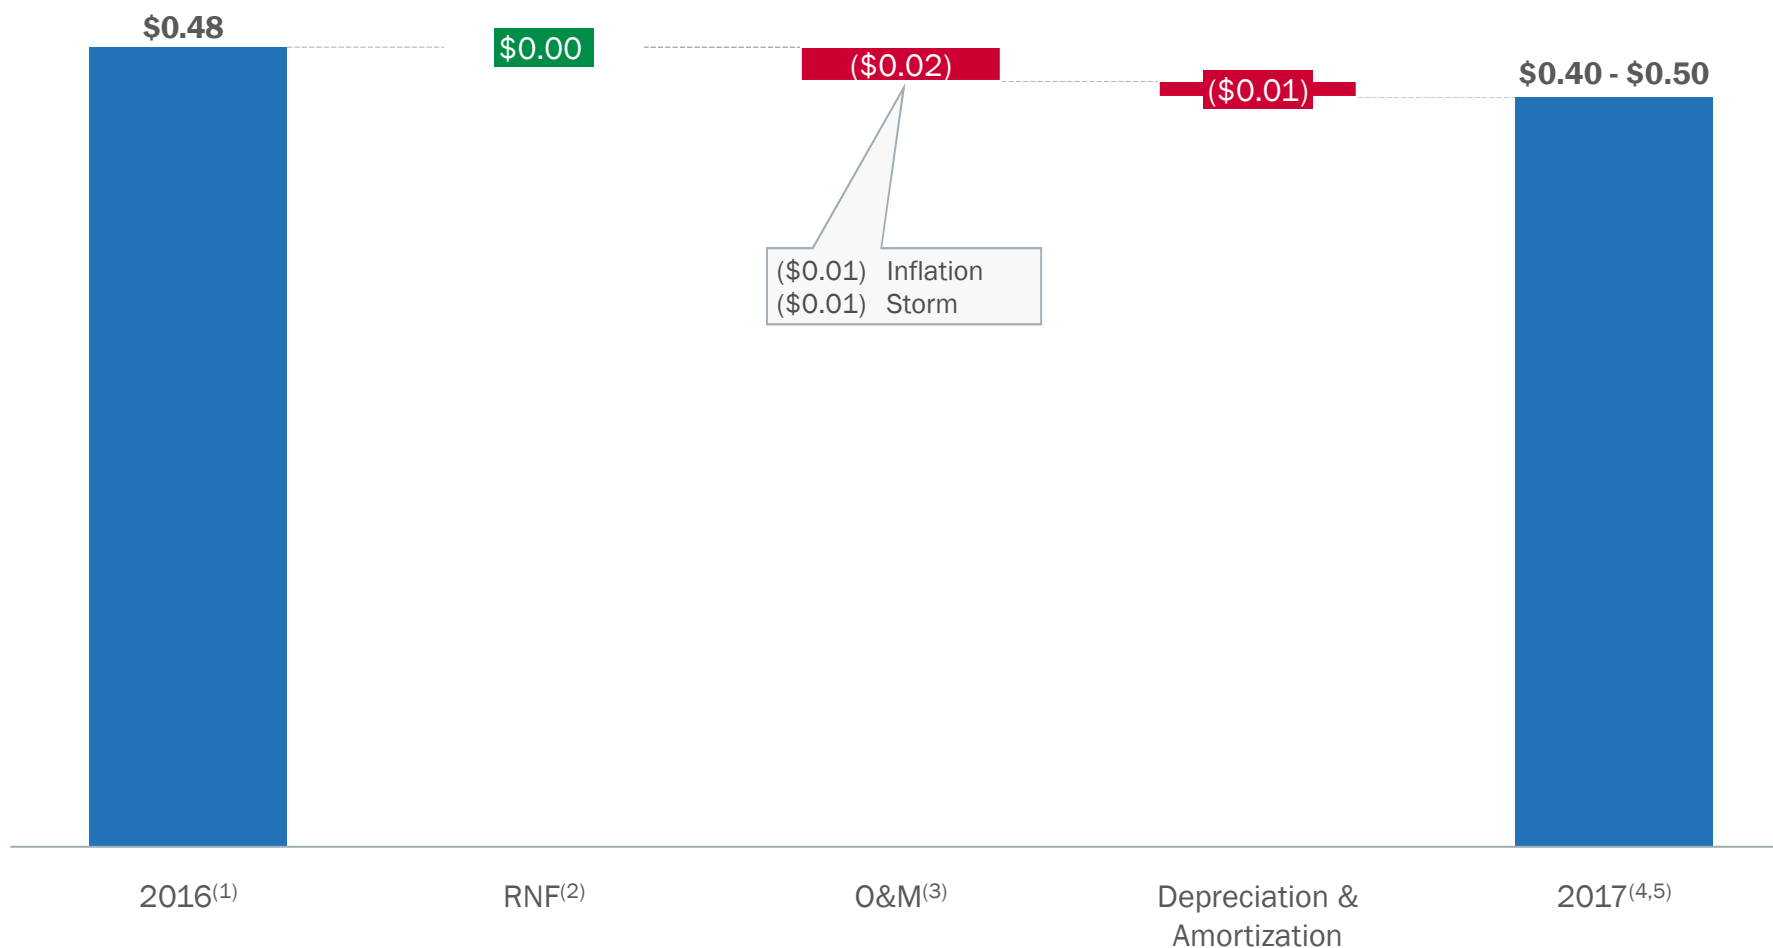 $0.48
$0.00
($0.02)
($0.01)
$0.40 - $0.50
($0.01) Inflation
($0.01) Storm
2016(1)
RNF(2)
O&M(3)
Depreciation &
Amortization
2017(4,5)